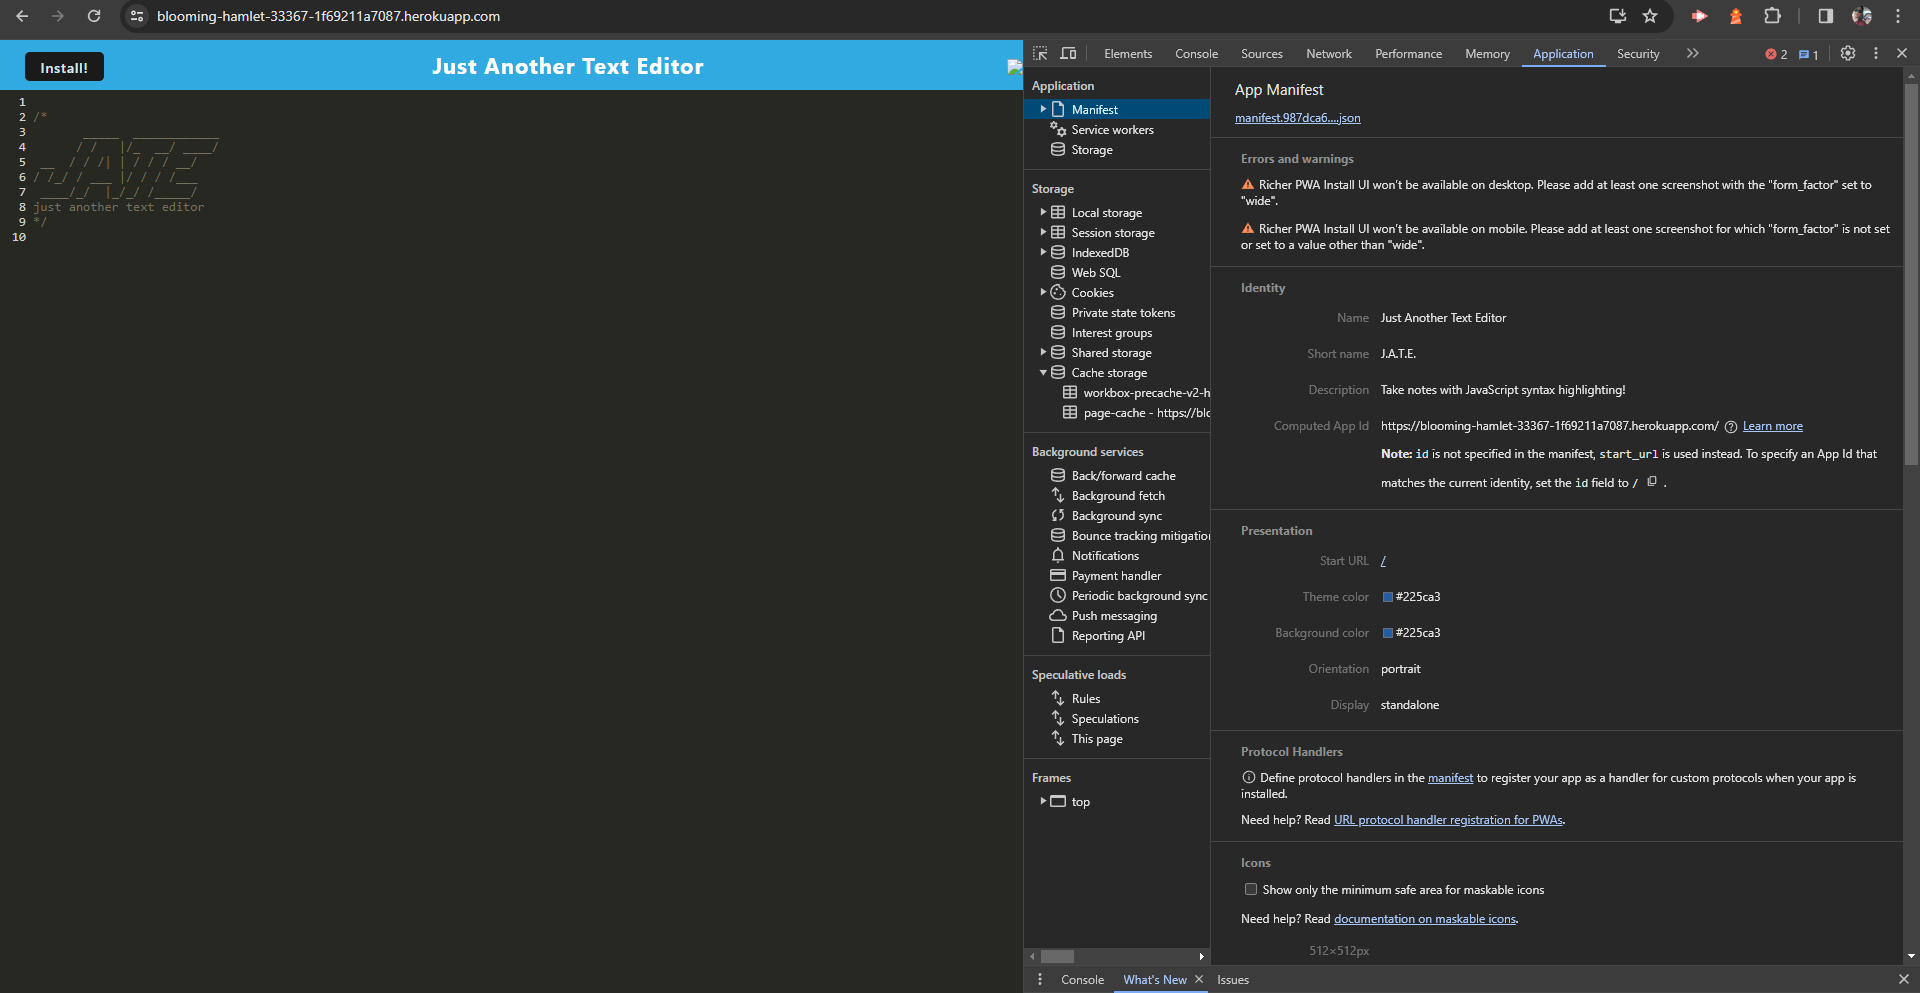 blooming-hamlet-33367-1f69211a7087.herokuapp.com
Install!
Just Another Text Editor
1
2 /*
3        _____  ____________
4       / /   |/_  __/ ____/
5  __  / / /| | / / / __/
6 / /_/ / ___ |/ / / /___
7  ____/_/  |_/_/ /_____/
8 just another text editor
9 */
10
Elements
Console
Sources
Network
Performance
Memory
Application
Security
2
1
Application
Manifest
Service workers
Storage
Storage
Local storage
Session storage
IndexedDB
Web SQL
Cookies
Private state tokens
Interest groups
Shared storage
Cache storage
workbox-precache-v2-h
page-cache - https://blo
Background services
Back/forward cache
Background fetch
Background sync
Bounce tracking mitigation
Notifications
Payment handler
Periodic background sync
Push messaging
Reporting API
Speculative loads
Rules
Speculations
This page
Frames
top
App Manifest
manifest.987dca6....json
Errors and warnings
Richer PWA Install UI won't be available on desktop. Please add at least one screenshot with the "form_factor" set to
"wide".
Richer PWA Install UI won't be available on mobile. Please add at least one screenshot for which "form_factor" is not set
or set to a value other than "wide".
Identity
Name Just Another Text Editor
Short name J.A.T.E.
Description Take notes with JavaScript syntax highlighting!
Computed App Id https://blooming-hamlet-33367-1f69211a7087.herokuapp.com/ Learn more
Note: id is not specified in the manifest, start_url is used instead. To specify an App Id that
matches the current identity, set the id field to / .
Presentation
Start URL /
Theme color #225ca3
Background color #225ca3
Orientation portrait
Display standalone
Protocol Handlers
Define protocol handlers in the manifest to register your app as a handler for custom protocols when your app is
installed.
Need help? Read URL protocol handler registration for PWAs.
Icons
Show only the minimum safe area for maskable icons
Need help? Read documentation on maskable icons.
512×512px
Console
What's New
Issues